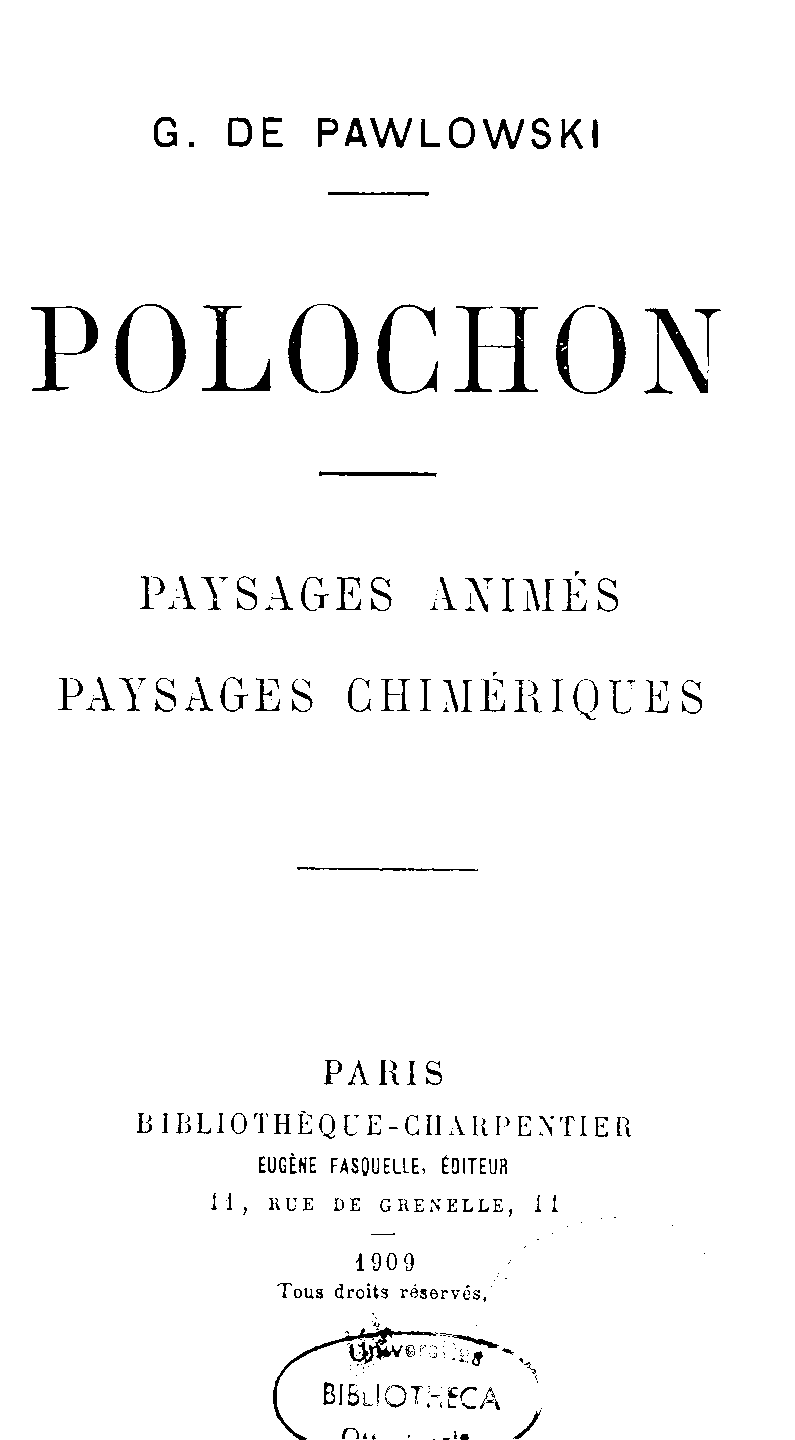 G. DE PAWLOWSKI
POLOCHON
PAYSAGES ANIMÉS
PAYSAGES CHIMÉRIQUES
PARIS
BIBLIOTHÈQUE-CHARPENTIER
EUGÈNE FASQUELLE, ÉDITEUR
11, RUE DE GRENELLE, 11
1909
Tous droits réservés.
BIBLIOTHECA